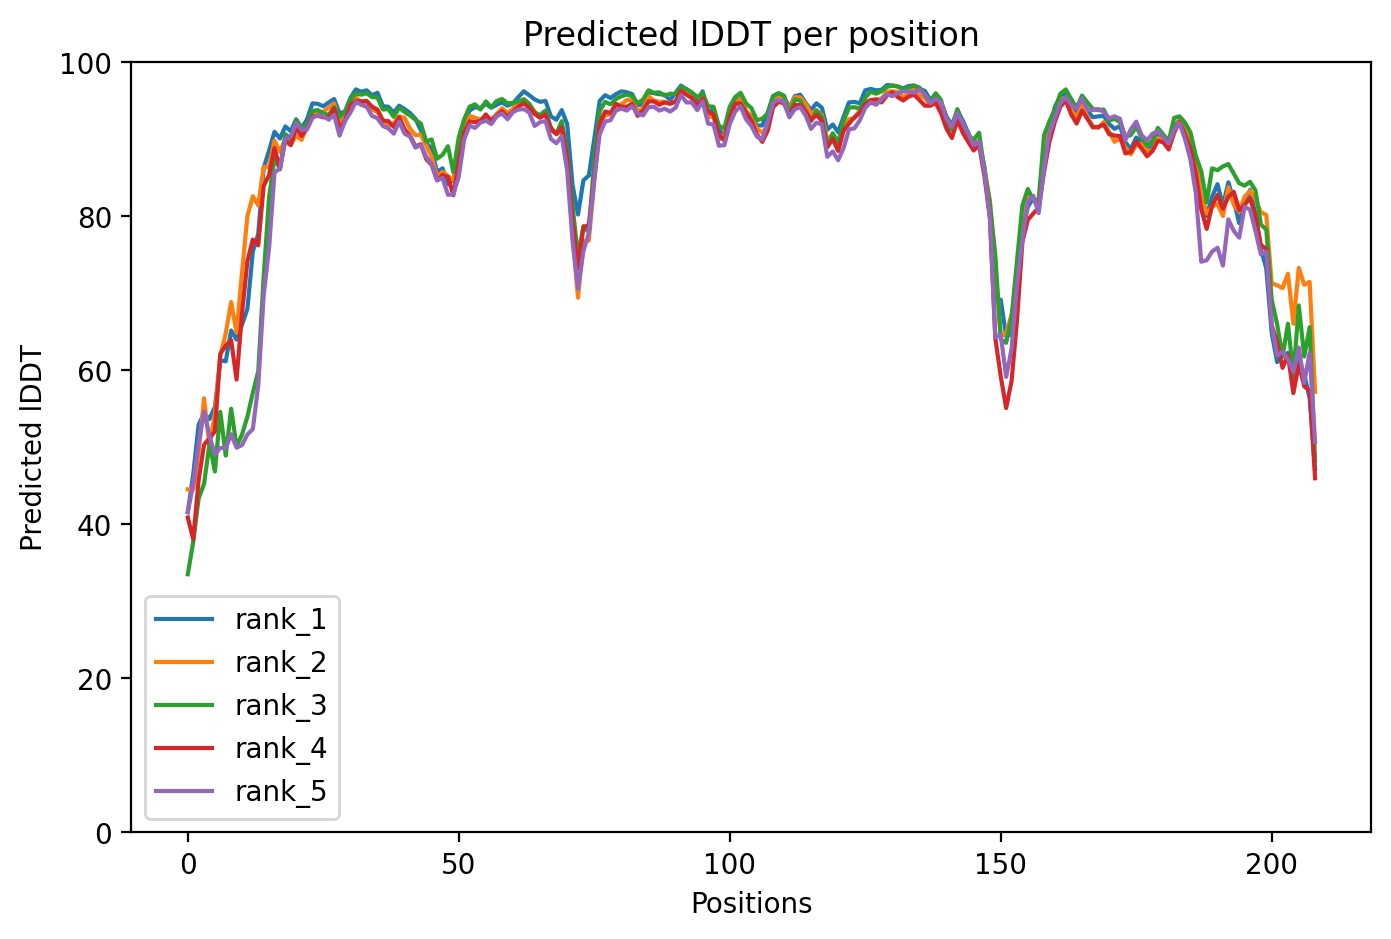 Predicted lDDT per position
100
80
60
40
20
0
Predicted lDDT
rank_1
rank_2
rank_3
rank_4
rank_5
0 50 100 150 200
Positions